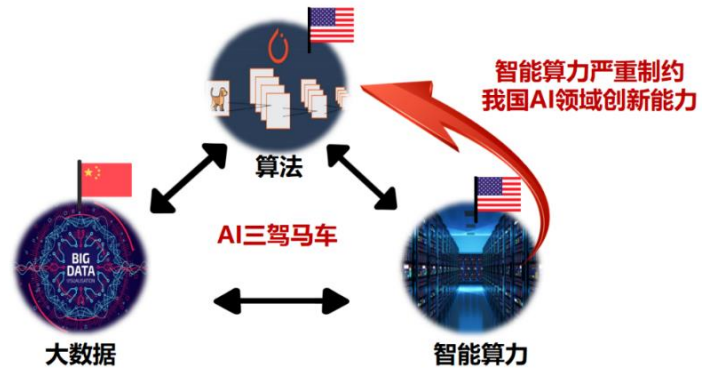 智能算力严重制约
我国AI领域创新能力
算法
AI三驾马车
BIG
DATA
VISUALISATION
大数据
智能算力